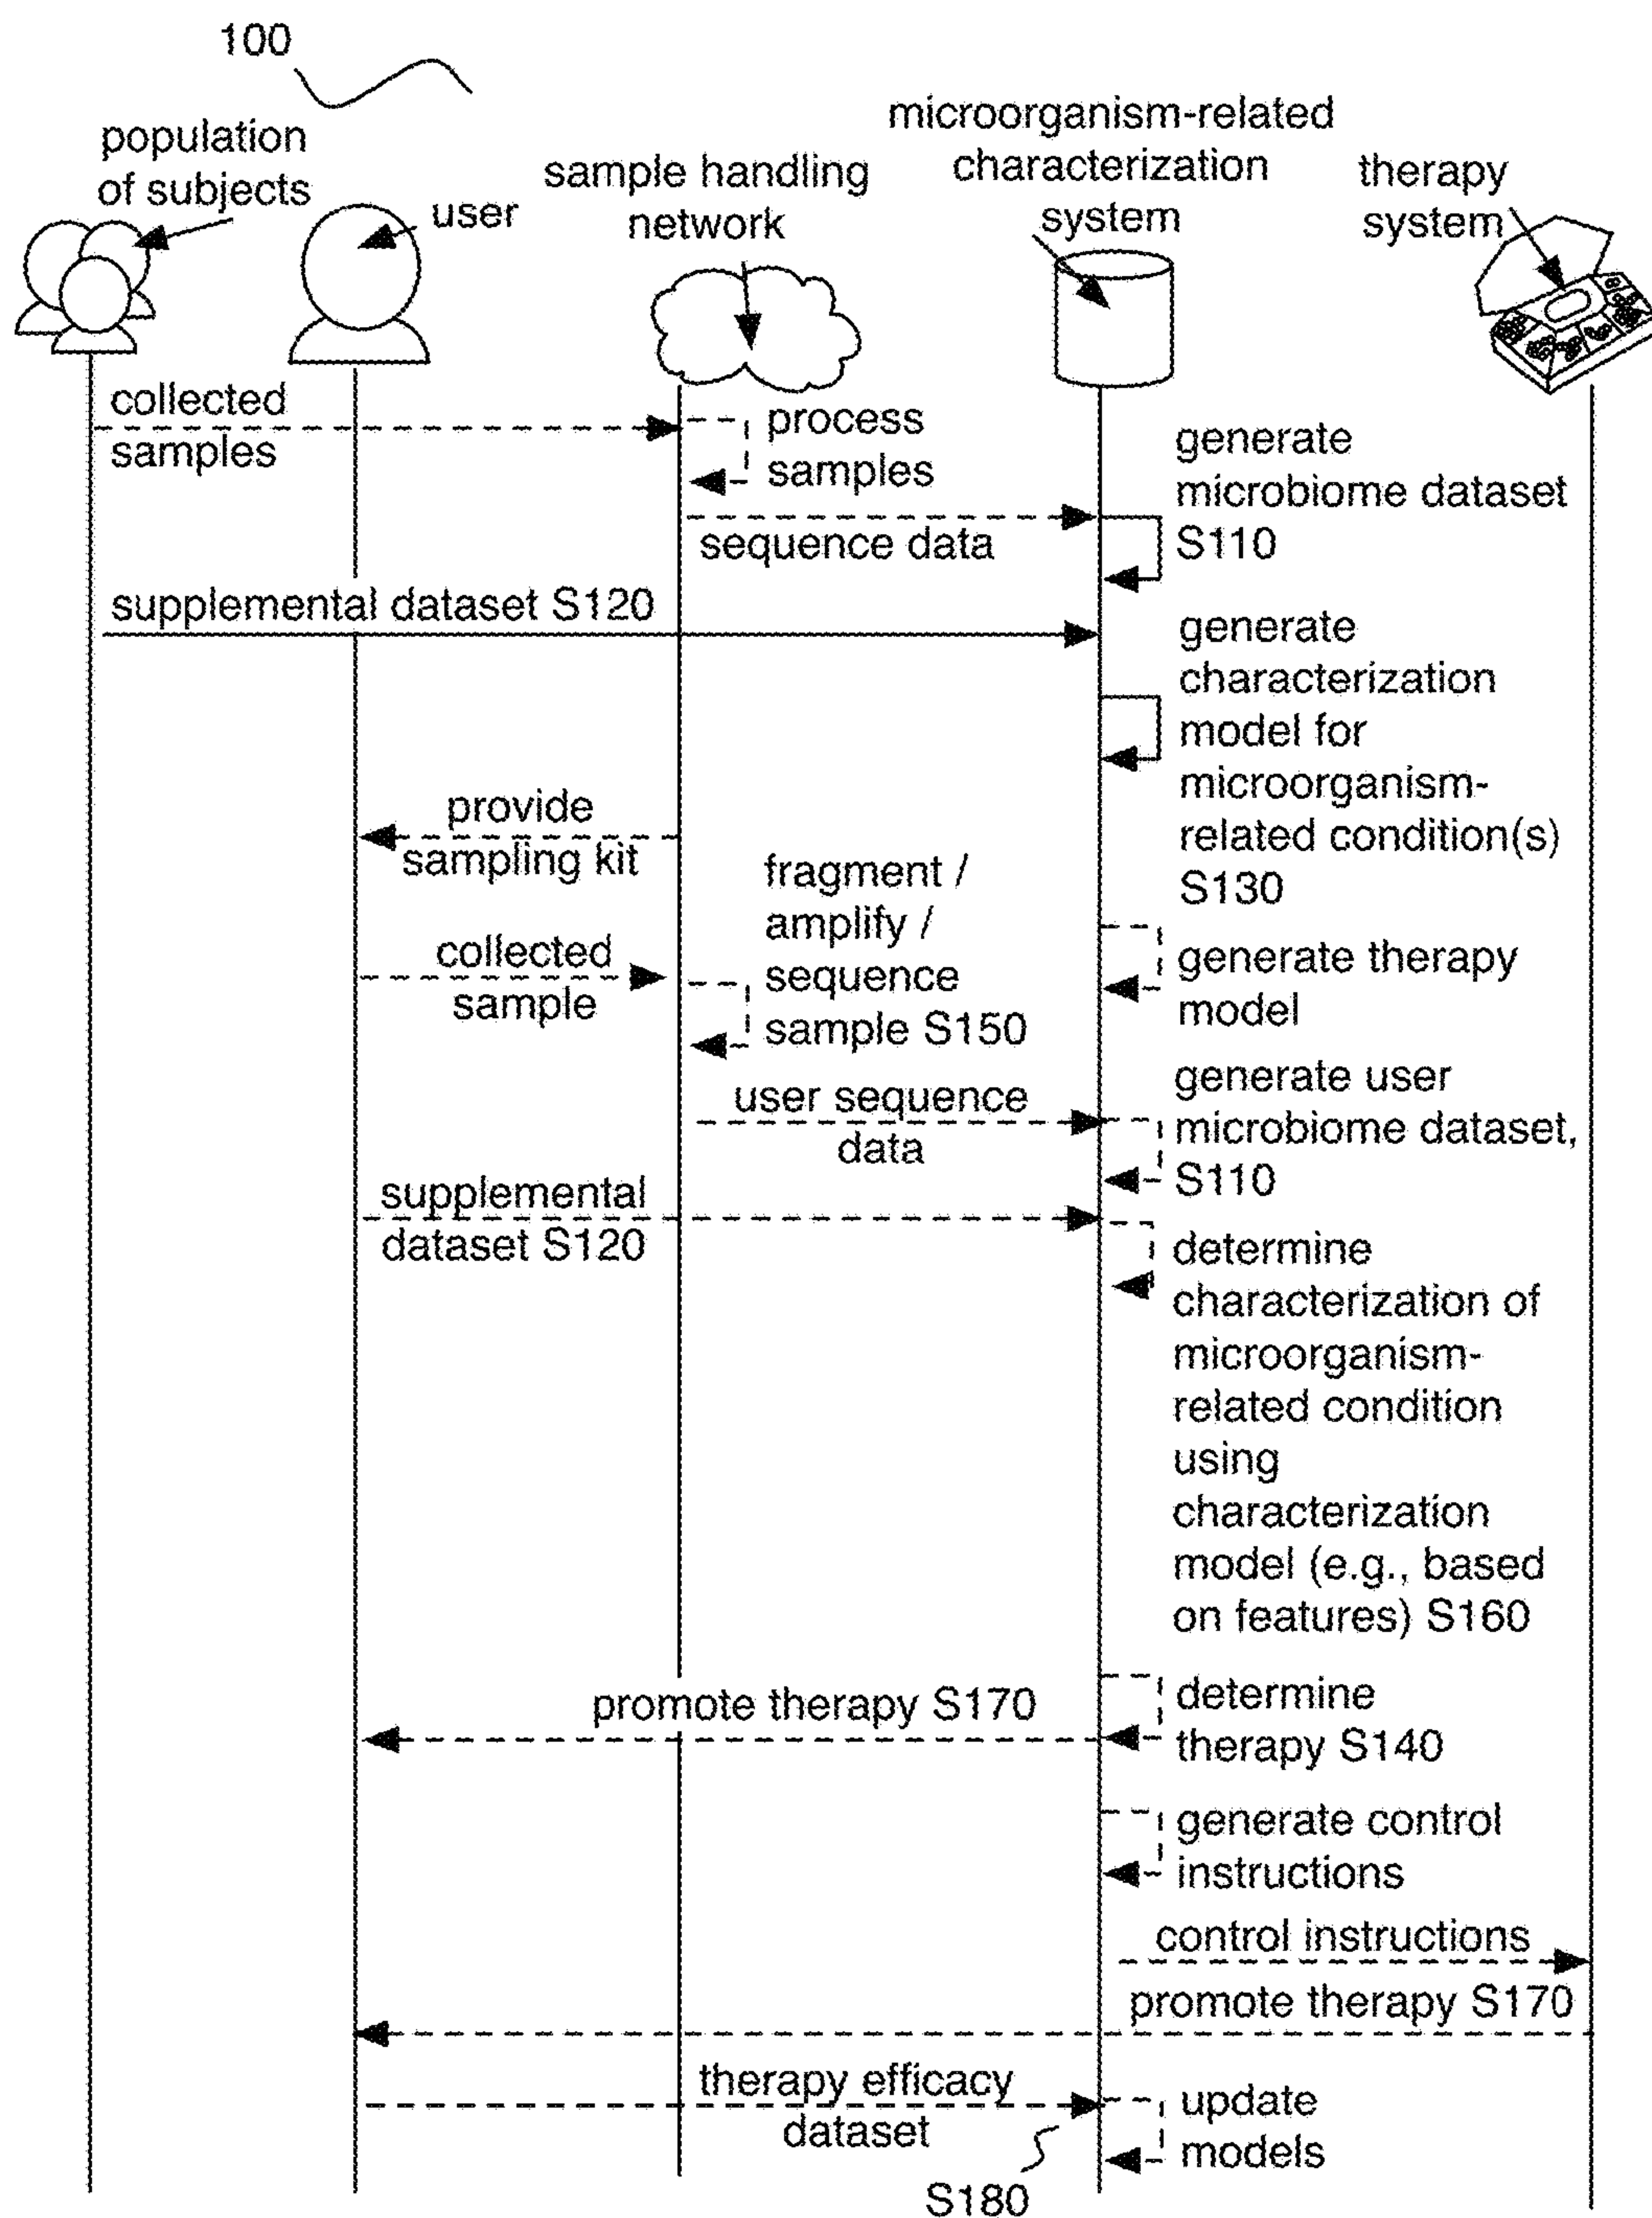 100
population
of subjects
user
sample handling
network
microorganism-related
characterization
system
therapy
system
collected
samples
process
samples
generate
microbiome dataset
S110
sequence data
supplemental dataset S120
generate
characterization
model for
microorganism-
related condition(s)
S130
provide
sampling kit
fragment /
amplify /
sequence
sample S150
collected
sample
generate therapy
model
user sequence
data
generate user
microbiome dataset,
S110
supplemental
dataset S120
determine
characterization of
microorganism-
related condition
using
characterization
model (e.g., based
on features) S160
promote therapy S170
determine
therapy S140
generate control
instructions
control instructions
promote therapy S170
therapy efficacy
dataset
update
models
S180